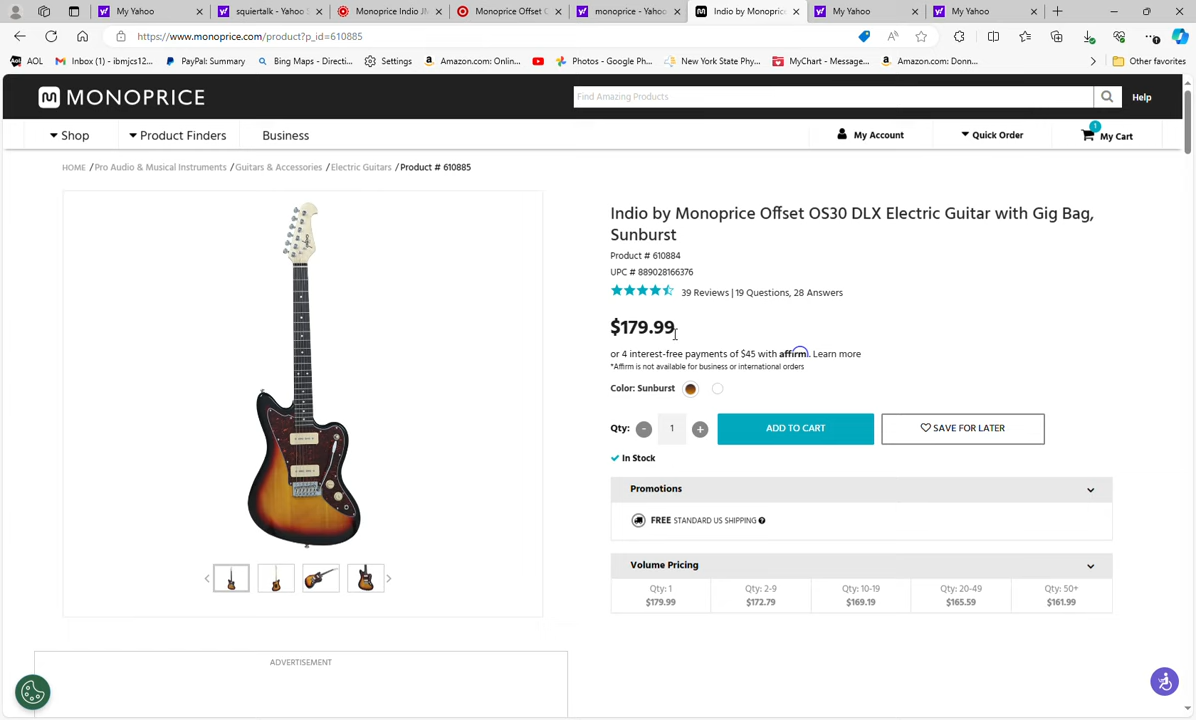 My Yahoo
squiertalk - Yahoo S
Monoprice Indio JM
Monoprice Offset O
monoprice - Yahoo
Indio by Monoprice
My Yahoo
My Yahoo
https://www.monoprice.com/product?p_id=610885
AOL
Inbox (1) - ibmjcs12...
PayPal: Summary
Bing Maps - Directi...
Settings
Amazon.com: Onlin...
Photos - Google Ph...
New York State Phy...
MyChart - Message...
Amazon.com: Donn...
Other favorites
MONOPRICE
Find Amazing Products
Help
Shop
Product Finders
Business
My Account
Quick Order
1
My Cart
HOME / Pro Audio & Musical Instruments / Guitars & Accessories / Electric Guitars / Product # 610885
Indio by Monoprice Offset OS30 DLX Electric Guitar with Gig Bag,
Sunburst
Product # 610884
UPC # 889028166376
39 Reviews | 19 Questions, 28 Answers
$179.99
or 4 interest-free payments of $45 with affirm. Learn more
*Affirm is not available for business or international orders
Color: Sunburst
Qty: - 1 +
ADD TO CART
SAVE FOR LATER
In Stock
Promotions
FREE STANDARD US SHIPPING
Volume Pricing
Qty: 1 Qty: 2-9 Qty: 10-19 Qty: 20-49 Qty: 50+
$179.99 $172.79 $169.19 $165.59 $161.99
ADVERTISEMENT